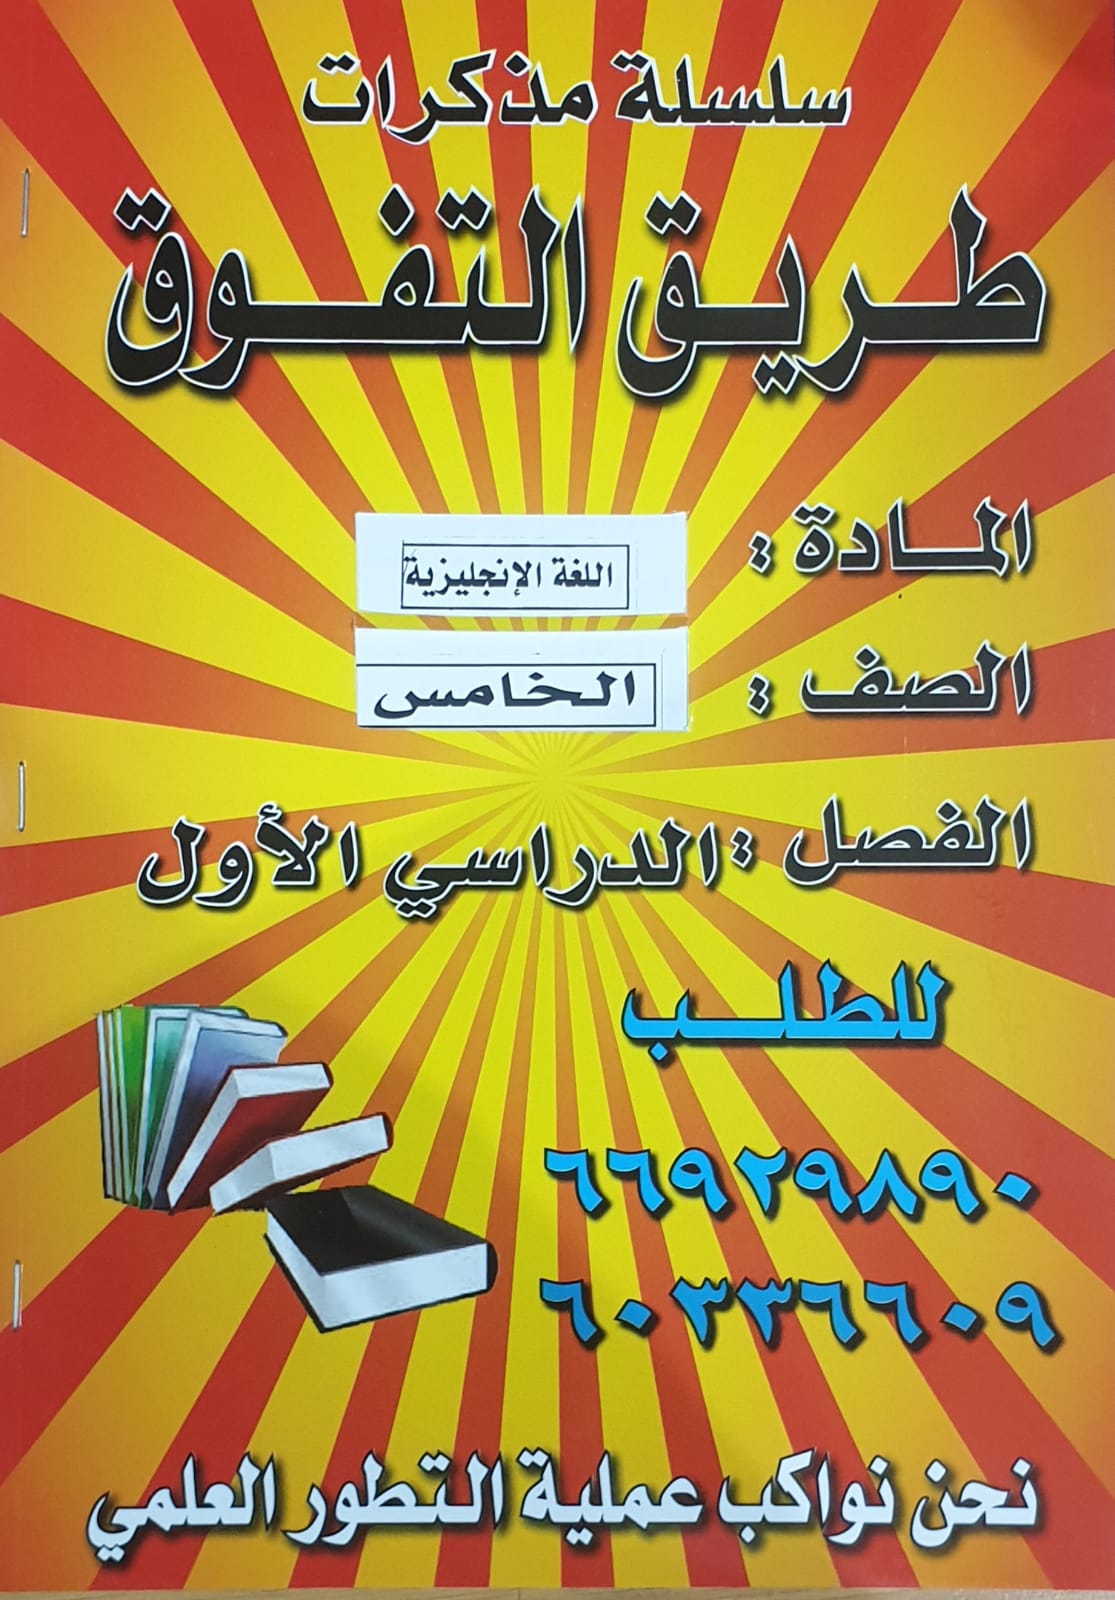 سلسلة مذكرات
طريق التفوق
المادة : اللغة الإنجليزية
الصف : الخامس
الفصل : الدراسي الأول
للطلب
٦٦٩٢٩٨٩٠
٦٠٣٣٦٦٠٩
نحن نواكب عملية التطور العلمي